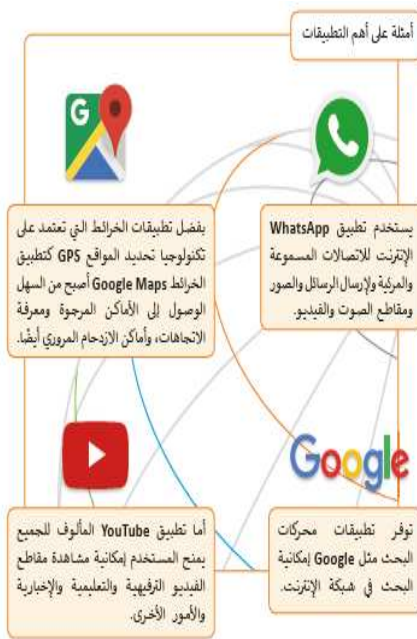 أمثلة على أهم التطبيقات
يستخدم تطبيق WhatsApp
الإنترنت للاتصالات المسموعة
والمرئية ولإرسال الرسائل والصور
ومقاطع الصوت والفيديو.
G
بفضل تطبيقات الخرائط التي تعتمد على
تكنولوجيا تحديد المواقع GPS كتطبيق
الخرائط Google Maps أصبح من السهل
الوصول إلى الأماكن المرجوة ومعرفة
الاتجاهات، وأماكن الازدحام المروري أيضًا.
Google
توفر تطبيقات محركات
البحث مثل Google إمكانية
البحث في شبكة الإنترنت.
أما تطبيق YouTube المألوف للجميع
يمنح المستخدم إمكانية مشاهدة مقاطع
الفيديو الترفيهية والتعليمية والإخبارية
والأمور الأخرى.